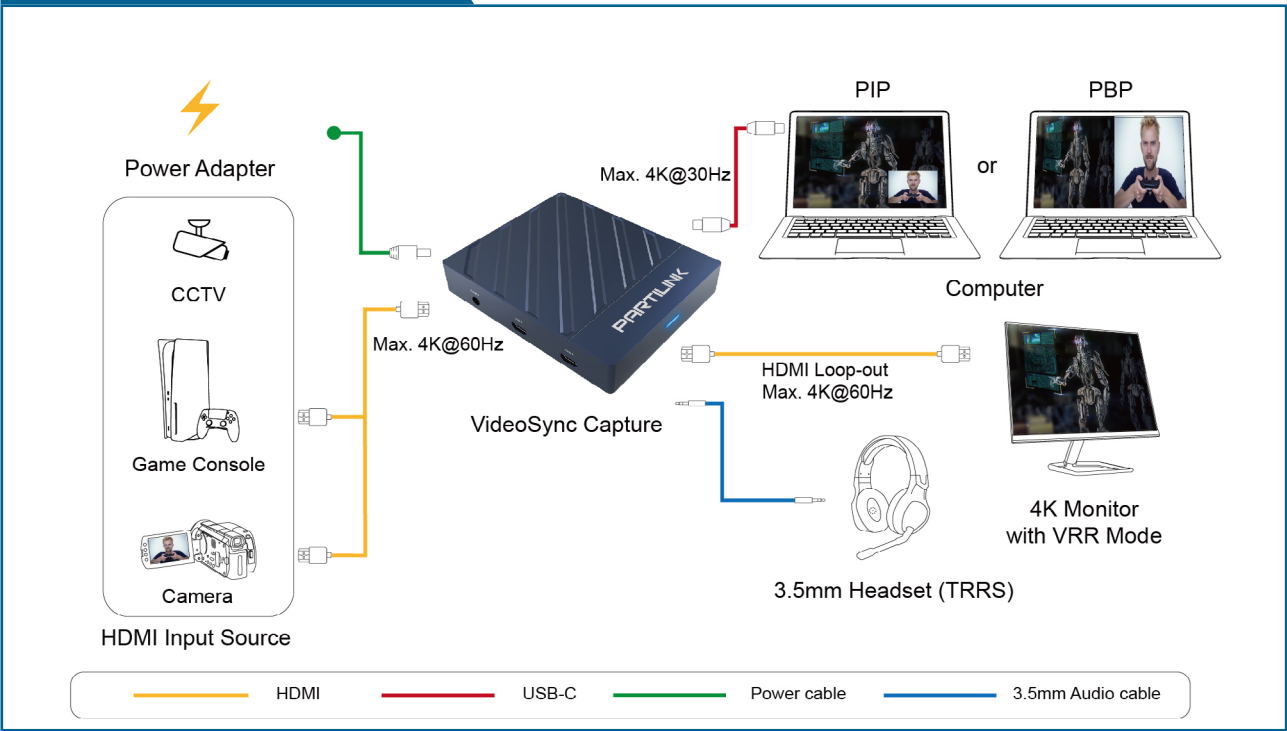 PIP
PBP
Power Adapter
Max. 4K@30Hz
or
CCTV
PARTILINK
Computer
Max. 4K@60Hz
HDMI Loop-out
Max. 4K@60Hz
VideoSync Capture
Game Console
4K Monitor
with VRR Mode
Camera
3.5mm Headset (TRRS)
HDMI Input Source
HDMI
USB-C
Power cable
3.5mm Audio cable